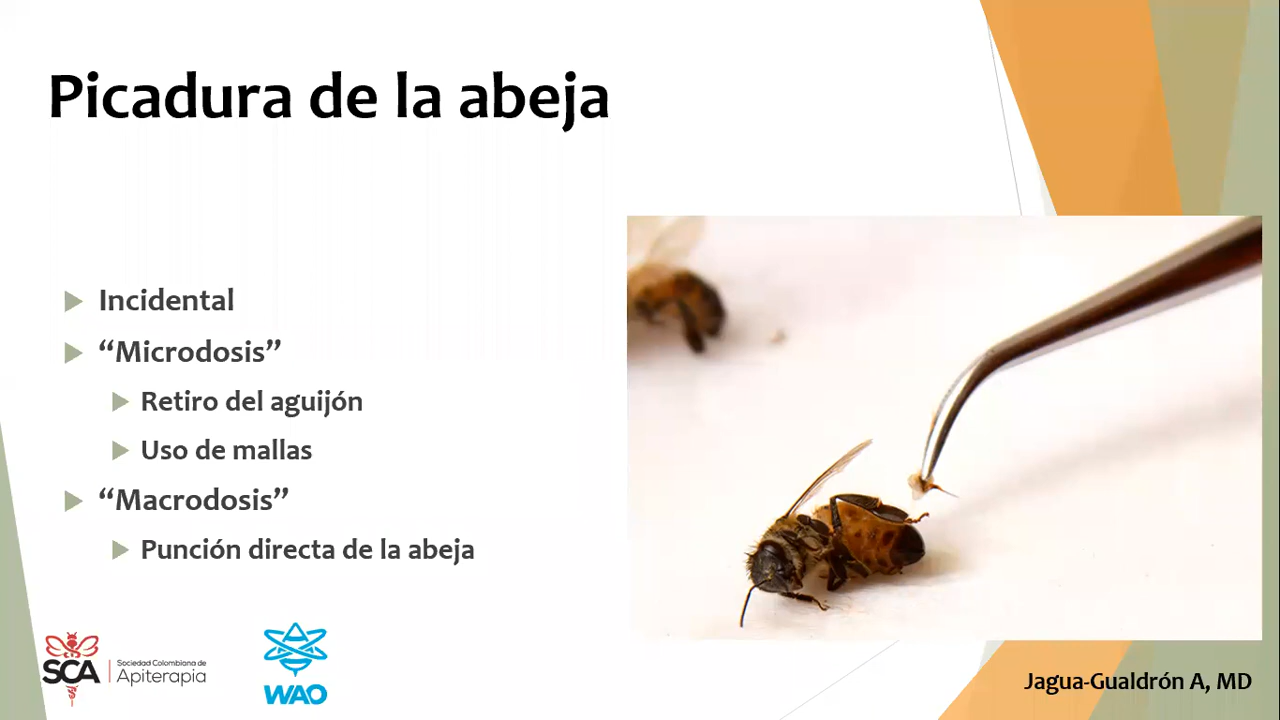 Picadura de la abeja
Incidental
“Microdosis”
Retiro del aguijón
Uso de mallas
“Macrodosis”
Punción directa de la abeja
SCA
Sociedad Colombiana de
Apiterapia
WAO
Jagua-Gualdrón A, MD